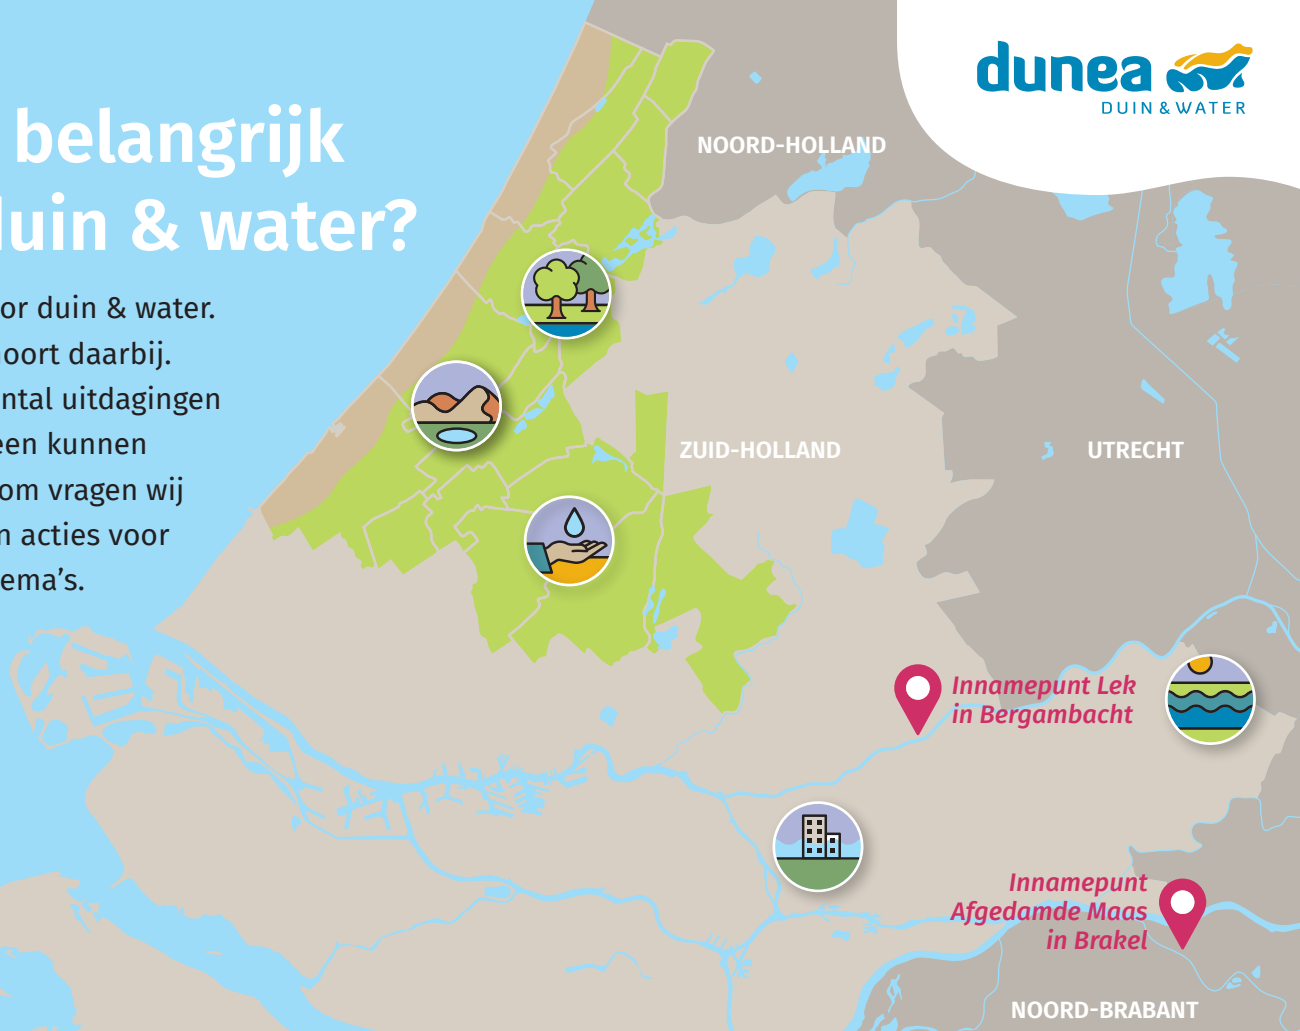 dunea
DUIN & WATER
belangrijk
duin & water?
or duin & water.
oort daarbij.
ntal uitdagingen
een kunnen
om vragen wij
n acties voor
ema's.
NOORD-HOLLAND
ZUID-HOLLAND
UTRECHT
Innamepunt Lek
in Bergambacht
Innamepunt
Afgedamde Maas
in Brakel
NOORD-BRABANT